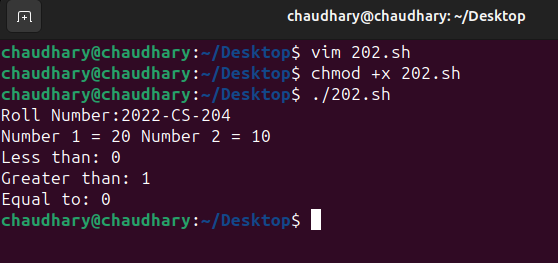 chaudhary@chaudhary: ~/Desktop
chaudhary@chaudhary:~/Desktop$ vim 202.sh
chaudhary@chaudhary:~/Desktop$ chmod +x 202.sh
chaudhary@chaudhary:~/Desktop$ ./202.sh
Roll Number:2022-CS-204
Number 1 = 20 Number 2 = 10
Less than: 0
Greater than: 1
Equal to: 0
chaudhary@chaudhary:~/Desktop$